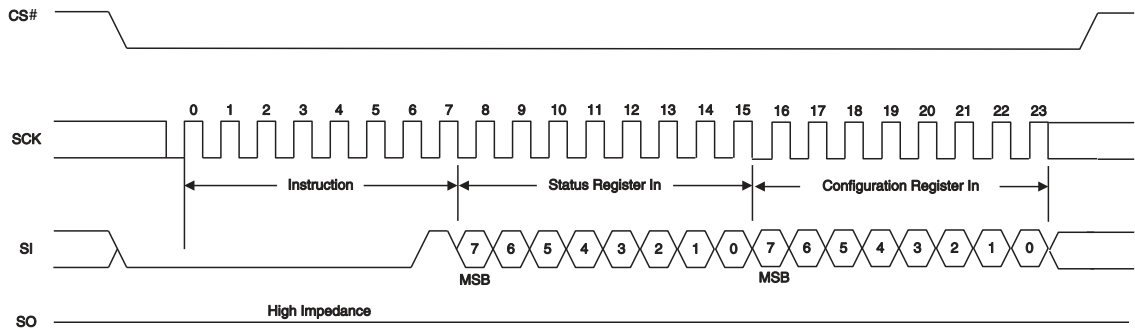 CS#
0 1 2 3 4 5 6 7 8 9 10 11 12 13 14 15 16 17 18 19 20 21 22 23
SCK
Instruction Status Register In Configuration Register In
SI 7 6 5 4 3 2 1 0 7 6 5 4 3 2 1 0
MSB MSB
High Impedance
SO